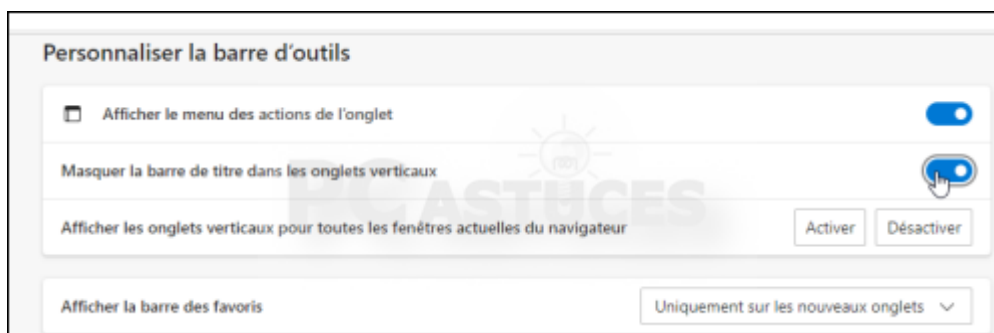 Personnaliser la barre d'outils
Afficher le menu des actions de l'onglet
Masquer la barre de titre dans les onglets verticaux
PC ASTUCES
Afficher les onglets verticaux pour toutes les fenêtres actuelles du navigateur
Activer
Désactiver
Afficher la barre des favoris
Uniquement sur les nouveaux onglets